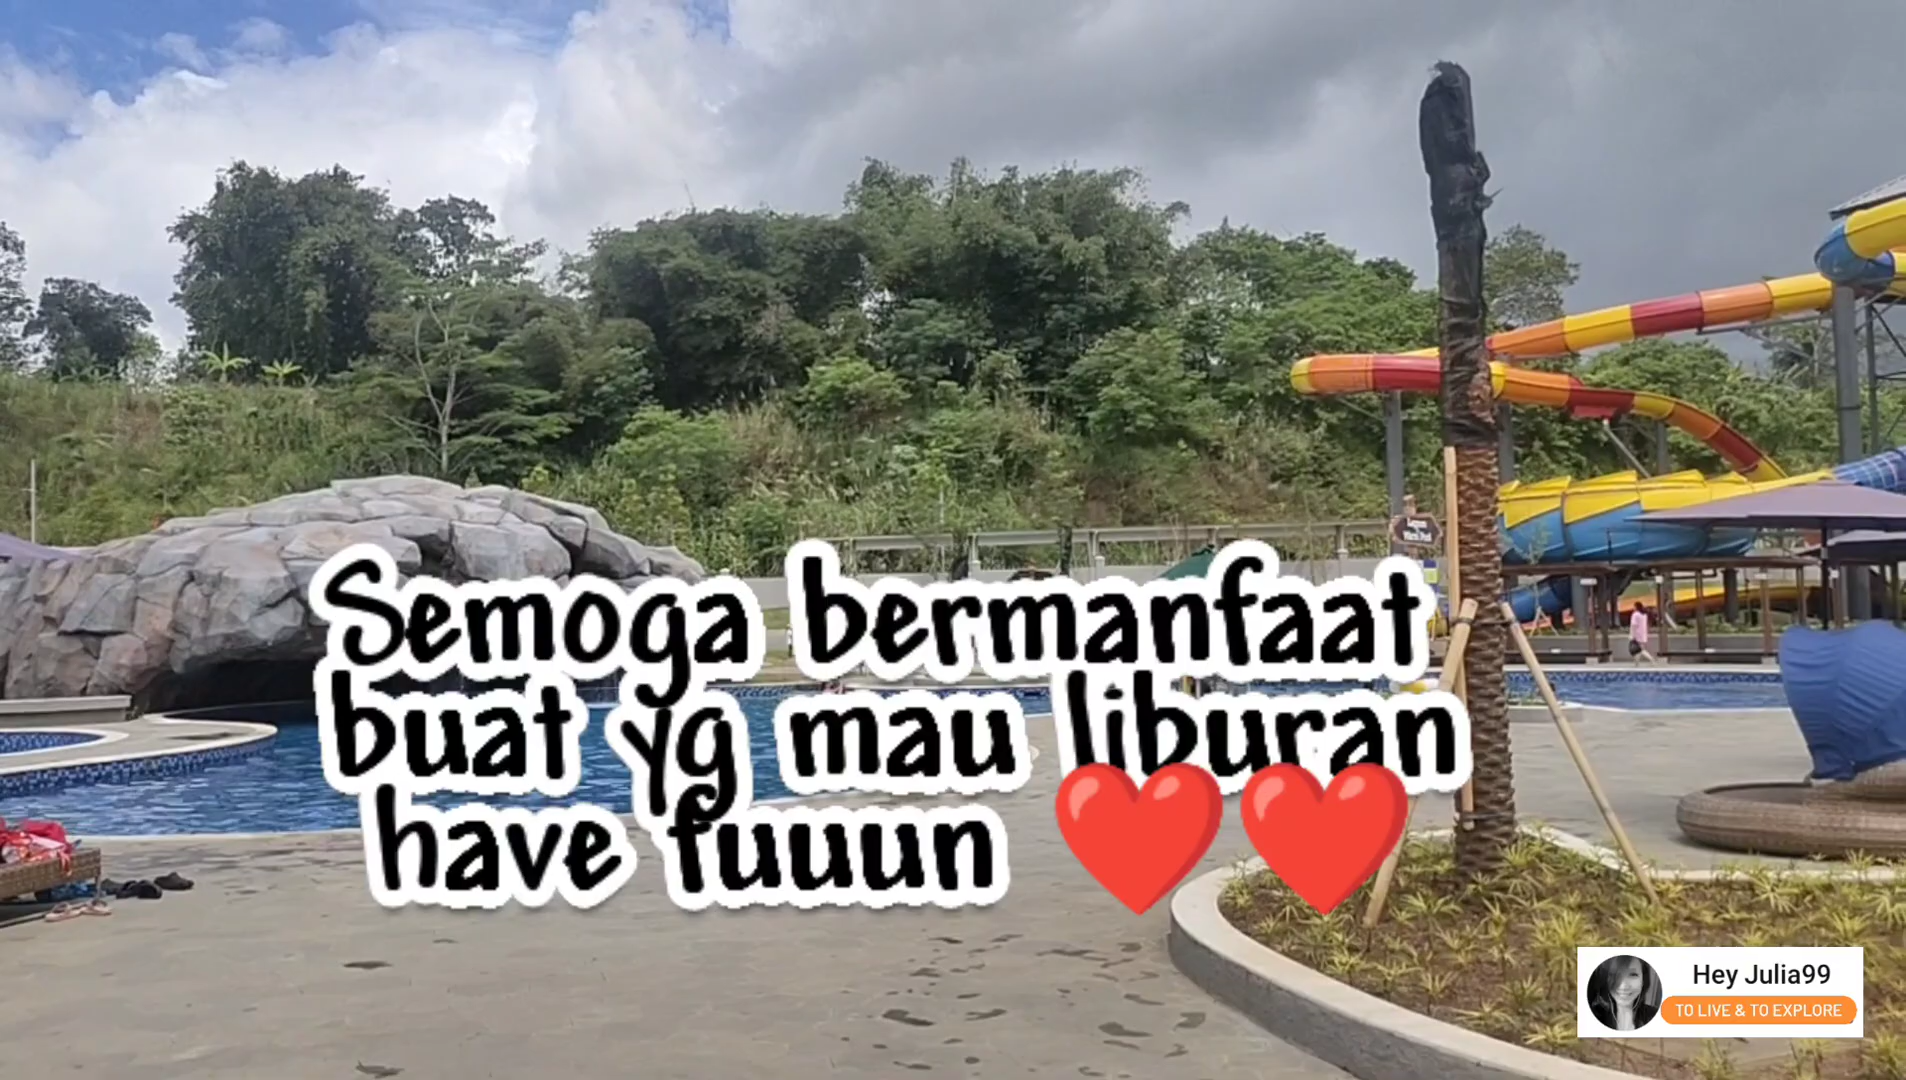 Semoga bermanfaat
buat yg mau liburan
have fuuun ❤️❤️
Hey Julia99
TO LIVE & TO EXPLORE